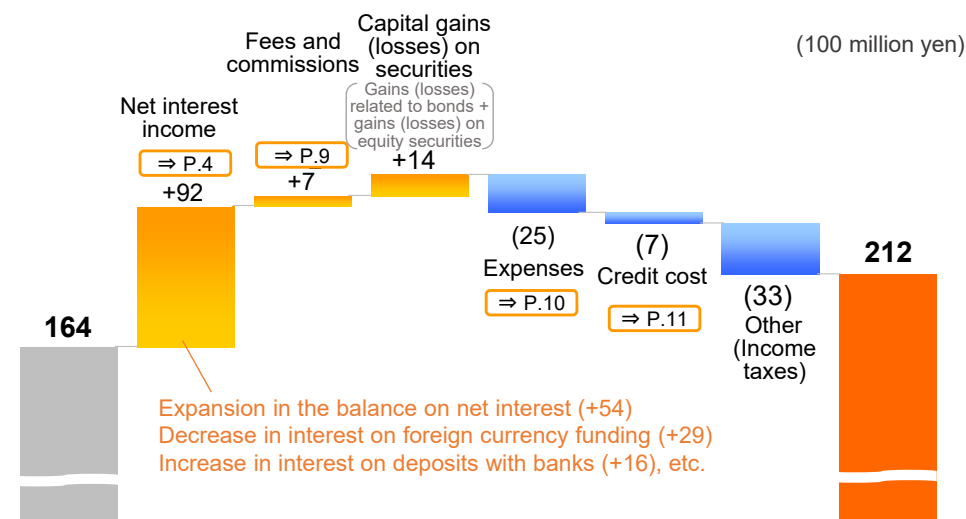 (100 million yen)
Net interest
income
⇒ P.4
+92
Fees and
commissions
⇒ P.9
+7
Capital gains
(losses) on
securities
Gains (losses)
related to bonds +
gains (losses) on
equity securities
+14
(25)
Expenses
⇒ P.10
(7)
Credit cost
⇒ P.11
(33)
Other
(Income
taxes)
164
212
Expansion in the balance on net interest (+54)
Decrease in interest on foreign currency funding (+29)
Increase in interest on deposits with banks (+16), etc.